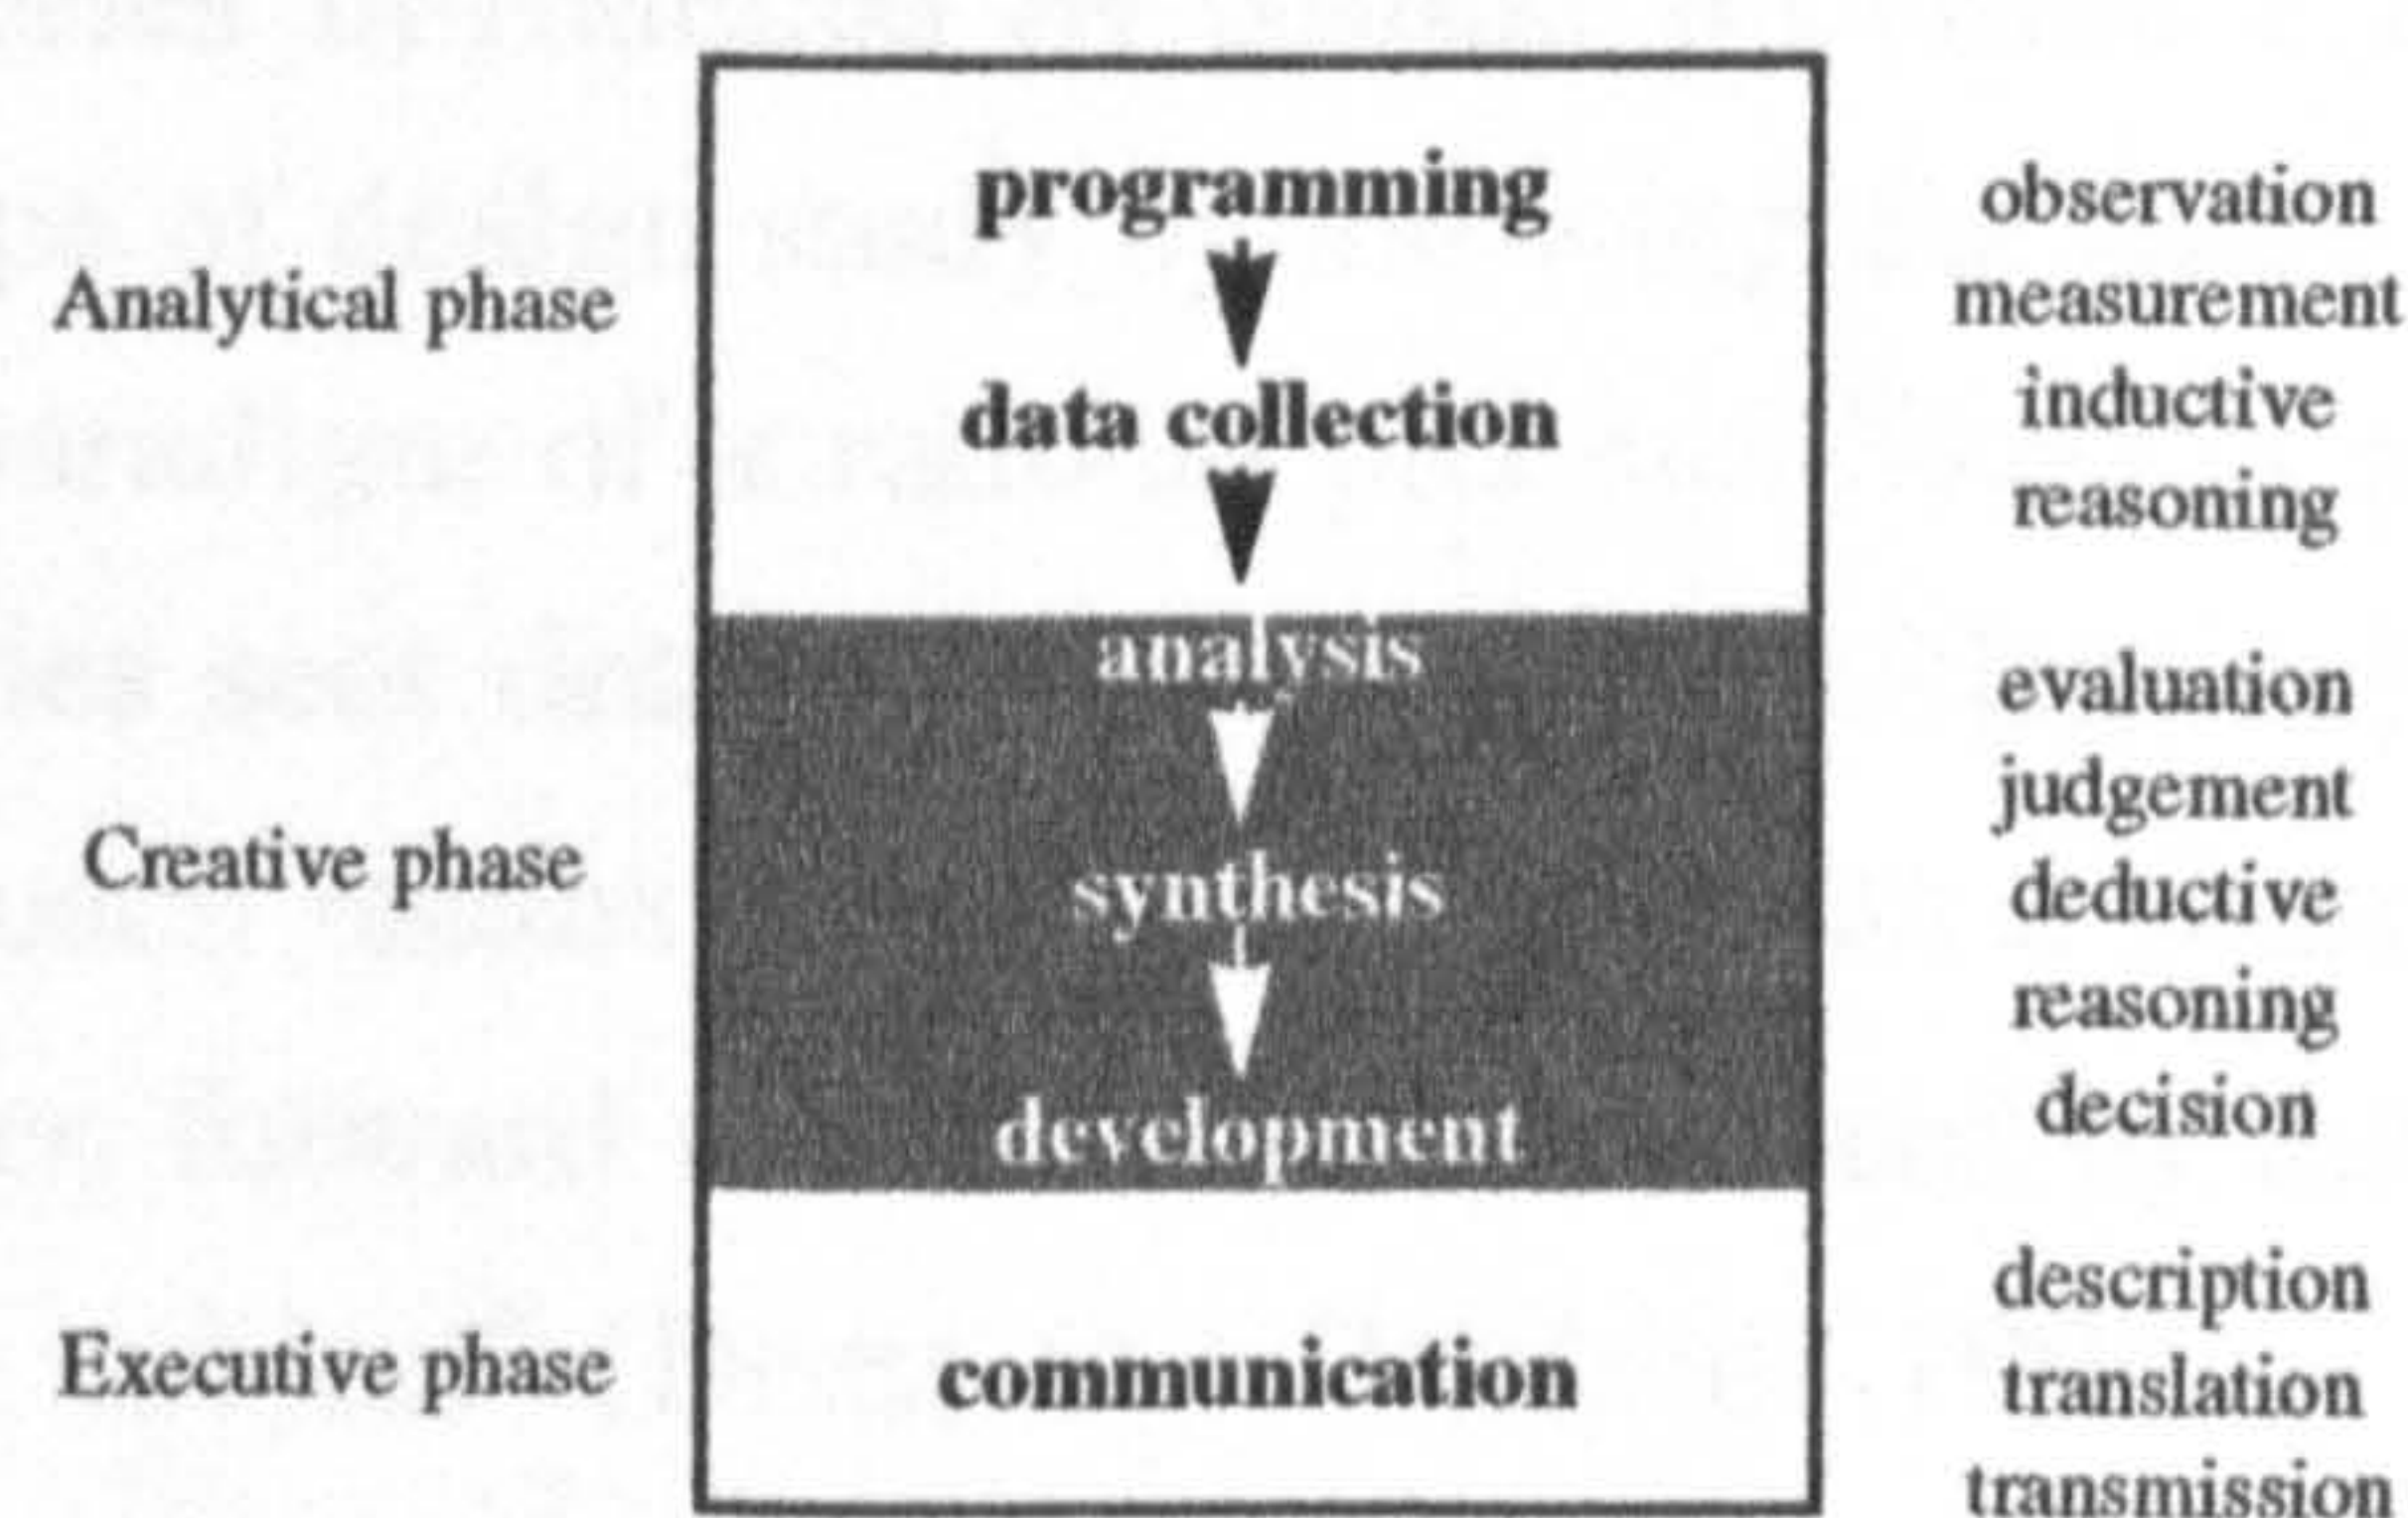 programming
observation
Analytical phase
measurement
inductive
data collection
reasoning
analysis
evaluation
judgement
Creative phase
synthesis
deductive
reasoning
development
decision
description
Executive phase
communication
translation
transmission